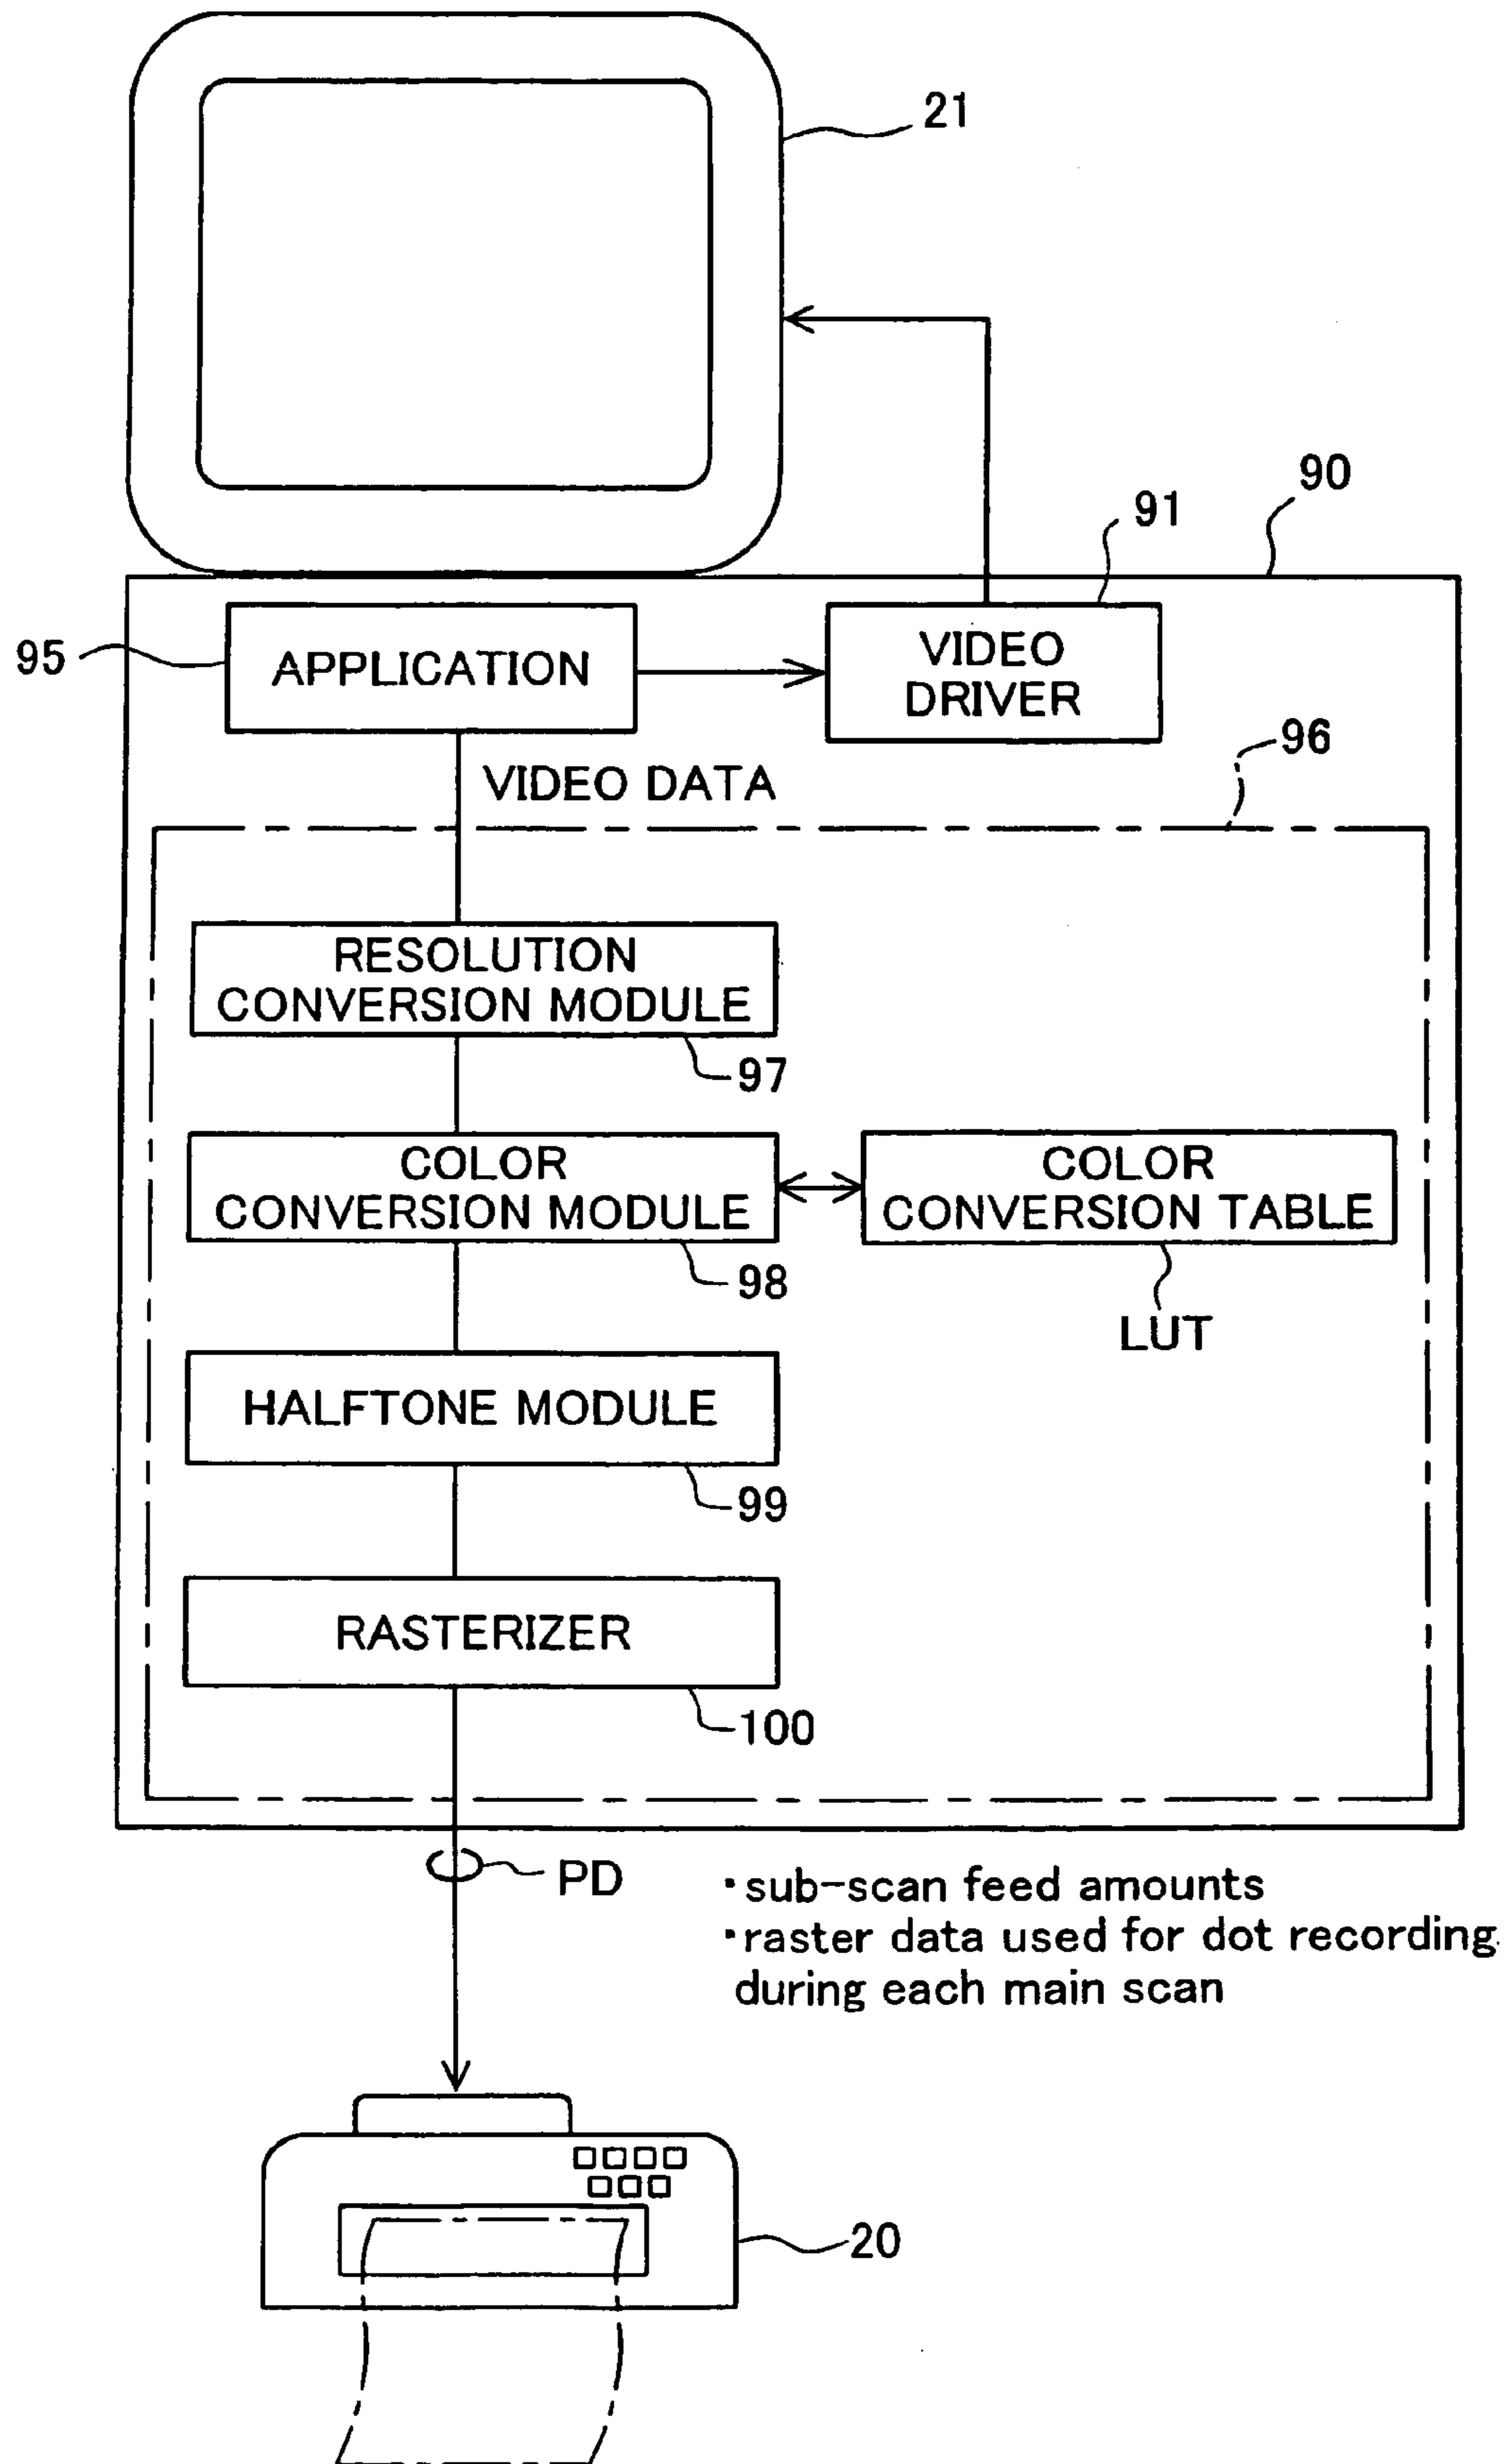 21
90
91
95
APPLICATION
VIDEO
DRIVER
96
VIDEO DATA
RESOLUTION
CONVERSION MODULE
97
COLOR
CONVERSION MODULE
COLOR
CONVERSION TABLE
98
LUT
HALFTONE MODULE
99
RASTERIZER
100
PD
・sub-scan feed amounts
・raster data used for dot recording
during each main scan
20